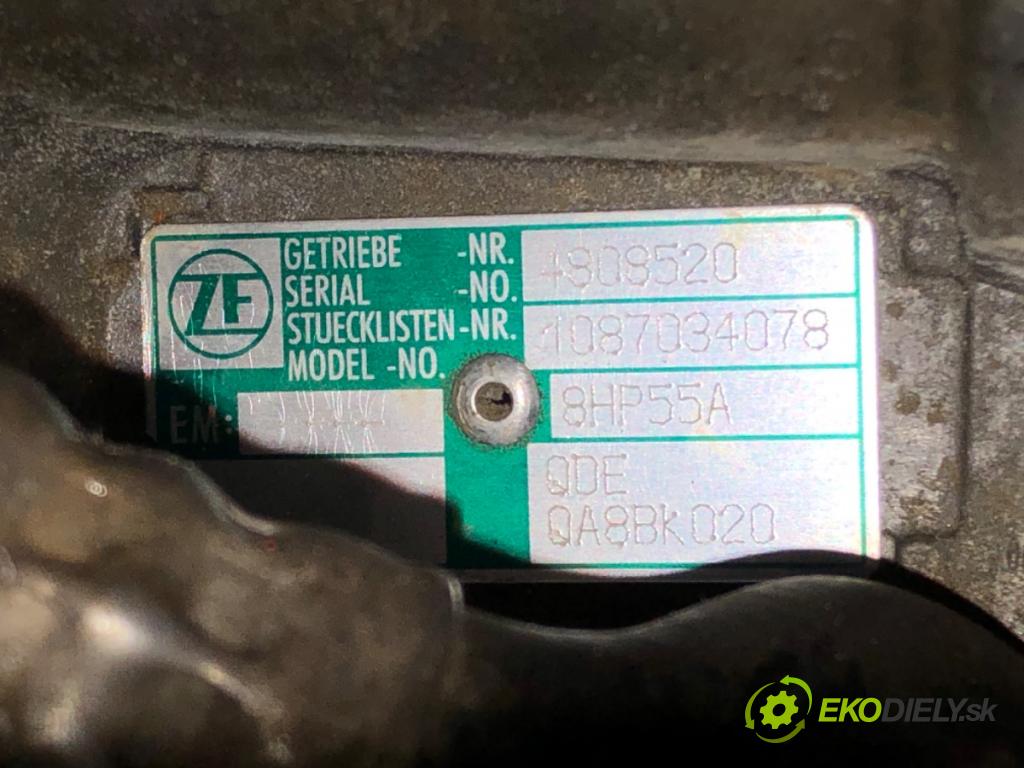 ZF
GETRIEBE -NR. 4808520
SERIAL -NO.
STUECKLISTEN-NR. 1087034078
MODEL -NO.
8HP55A
EM:
QDE
QA8BK020
EKODIELY.sk